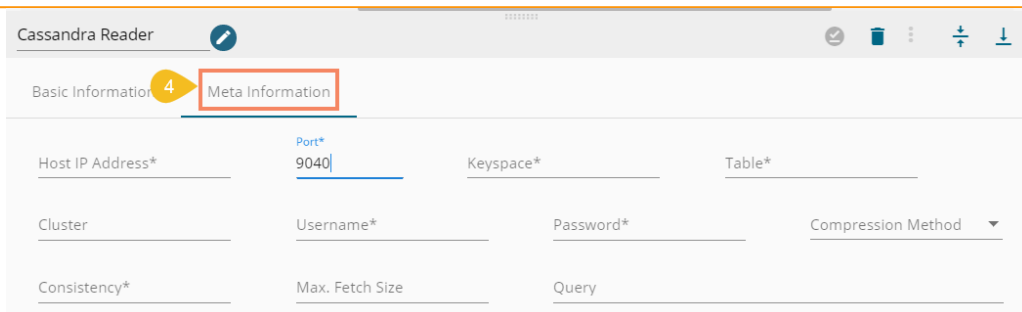 Cassandra Reader
Basic Information 4 Meta Information
Host IP Address* Port* 9040 Keyspace* Table*
Cluster Username* Password* Compression Method
Consistency* Max. Fetch Size Query